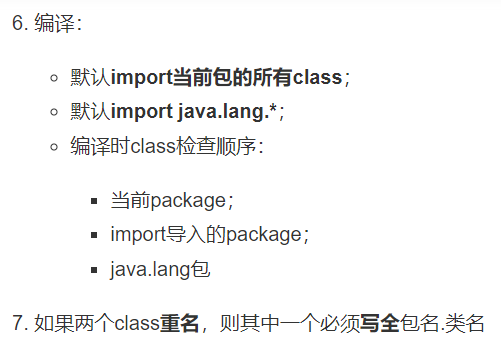 6. 编译：
默认import当前包的所有class；
默认import java.lang.*；
编译时class检查顺序：
当前package；
import导入的package；
java.lang包
7. 如果两个class重名，则其中一个必须写全包名.类名